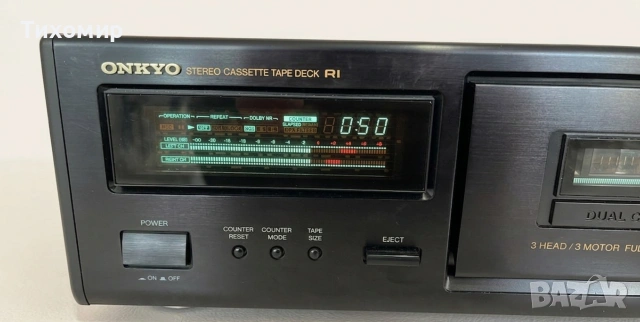 Тихомир
ONKYO STEREO CASSETTE TAPE DECK RI
OPERATION REPEAT DOLBY NR COUNTER
ELAPSED
0:50
LEVEL (dB)
LEFT CH
RIGHT CH
POWER
COUNTER RESET
COUNTER MODE
TAPE SIZE
EJECT
ON OFF
DUAL C
3 HEAD / 3 MOTOR FUL
BAZAR